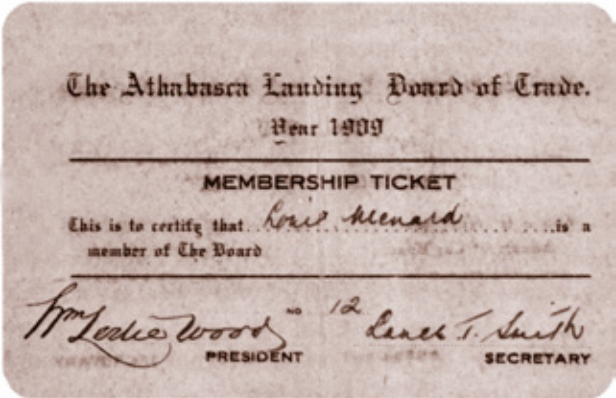 The Athabasca Landing Board of Trade.
Year 1909
MEMBERSHIP TICKET
This is to certify that Louis Menard is a
member of The Board
Wm Leslie Wood No 12 T. Smith
PRESIDENT SECRETARY